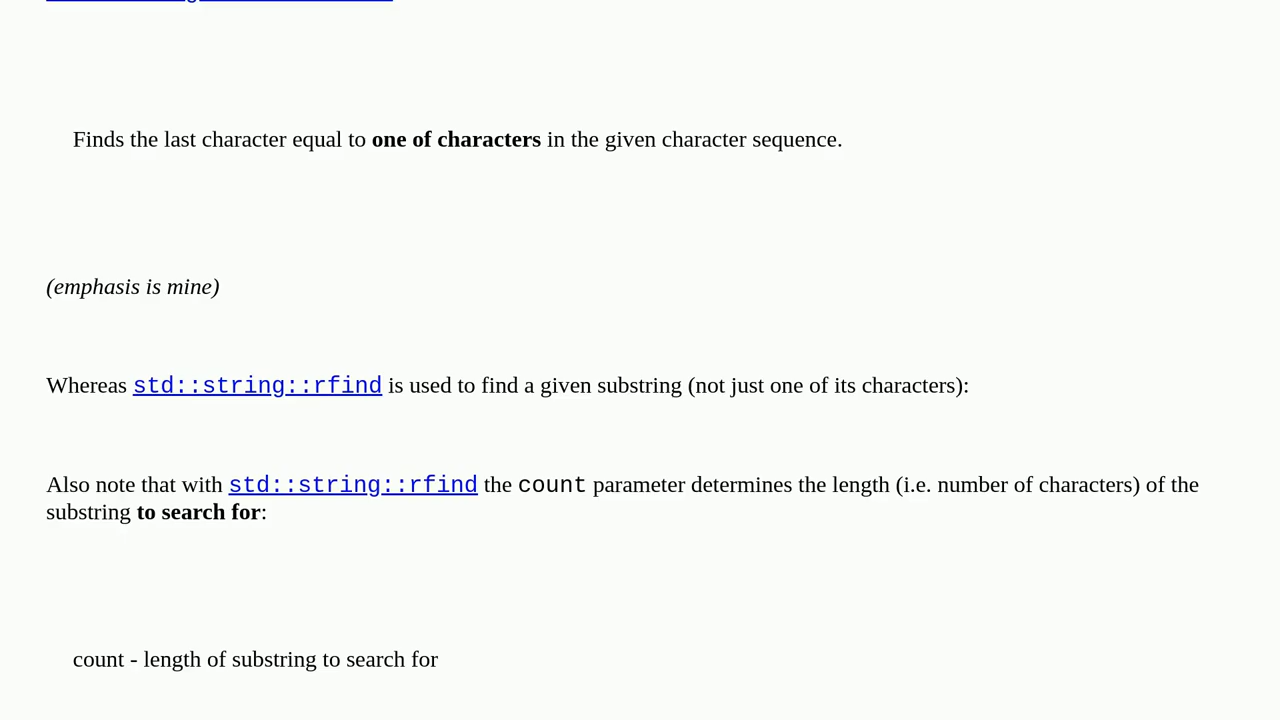 Finds the last character equal to one of characters in the given character sequence.
(emphasis is mine)
Whereas std::string::rfind is used to find a given substring (not just one of its characters):
Also note that with std::string::rfind the count parameter determines the length (i.e. number of characters) of the
substring to search for:
count - length of substring to search for